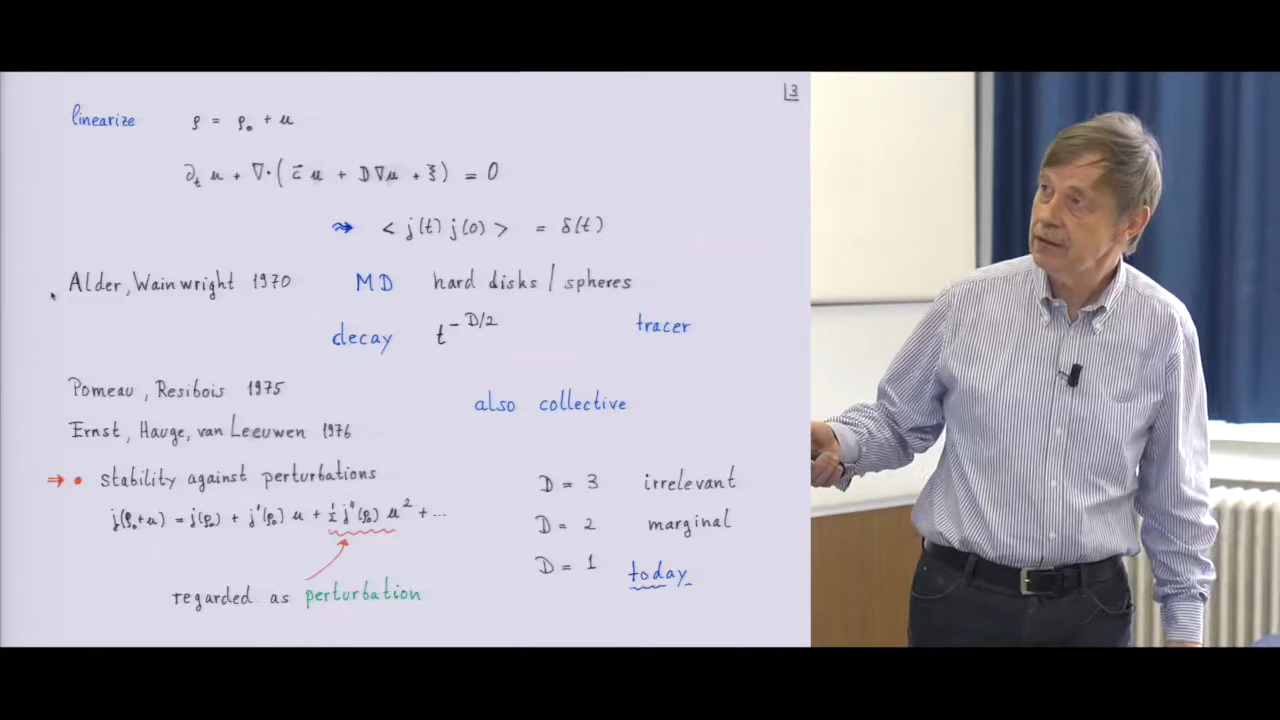 3
linearize ρ = ρ₀ + u
∂ₜ u + ∇·( c⃗ u + D∇u + ξ ) = 0
⇝ < j(t) j(0) > = δ(t)
Alder, Wainwright 1970 MD hard disks / spheres
decay t^{-D/2} tracer
Pomeau, Resibois 1975
also collective
Ernst, Hauge, van Leeuwen 1976
⇒ • stability against perturbations
D = 3 irrelevant
j(ρ₀+u) = j(ρ₀) + j'(ρ₀) u + ½ j''(ρ₀) u² + ...
D = 2 marginal
D = 1 today
regarded as perturbation